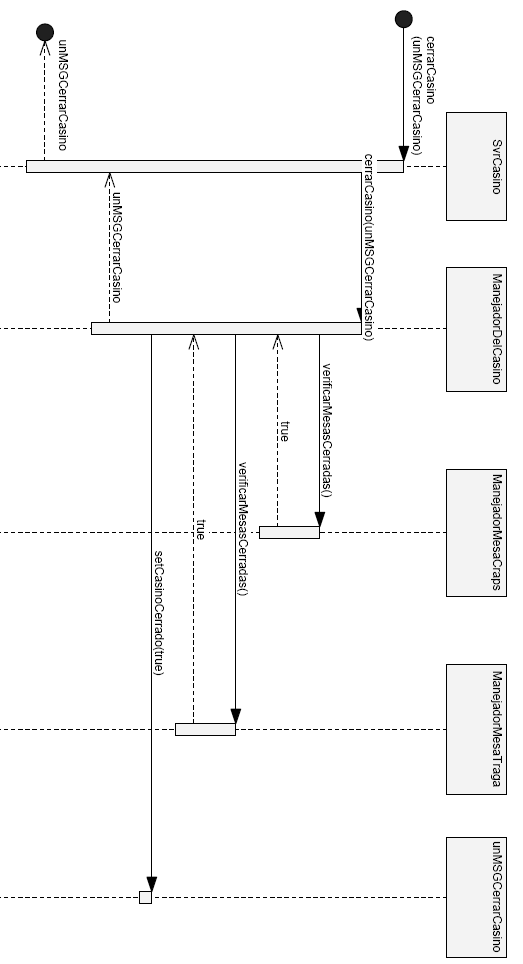 SvrCasino
ManejadorDelCasino
ManejadorMesaCraps
ManejadorMesaTraga
unMSGCerrarCasino
cerrarCasino
(unMSGCerrarCasino)
cerrarCasino(unMSGCerrarCasino)
verificarMesasCerradas()
true
verificarMesasCerradas()
true
setCasinoCerrado(true)
unMSGCerrarCasino
unMSGCerrarCasino